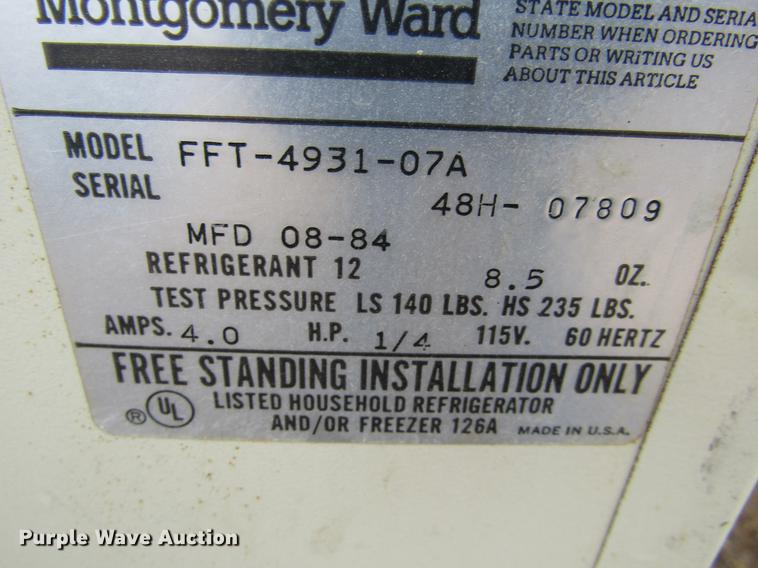 Montgomery Ward
STATE MODEL AND SERIA
NUMBER WHEN ORDERING
PARTS OR WRITING US
ABOUT THIS ARTICLE
MODEL FFT-4931-07A
SERIAL 48H- 07809
MFD 08-84
REFRIGERANT 12 8.5 OZ.
TEST PRESSURE LS 140 LBS. HS 235 LBS.
AMPS. 4.0 H.P. 1/4 115V. 60 HERTZ
FREE STANDING INSTALLATION ONLY
® UL LISTED HOUSEHOLD REFRIGERATOR
AND/OR FREEZER 126A MADE IN U.S.A.
Purple Wave Auction